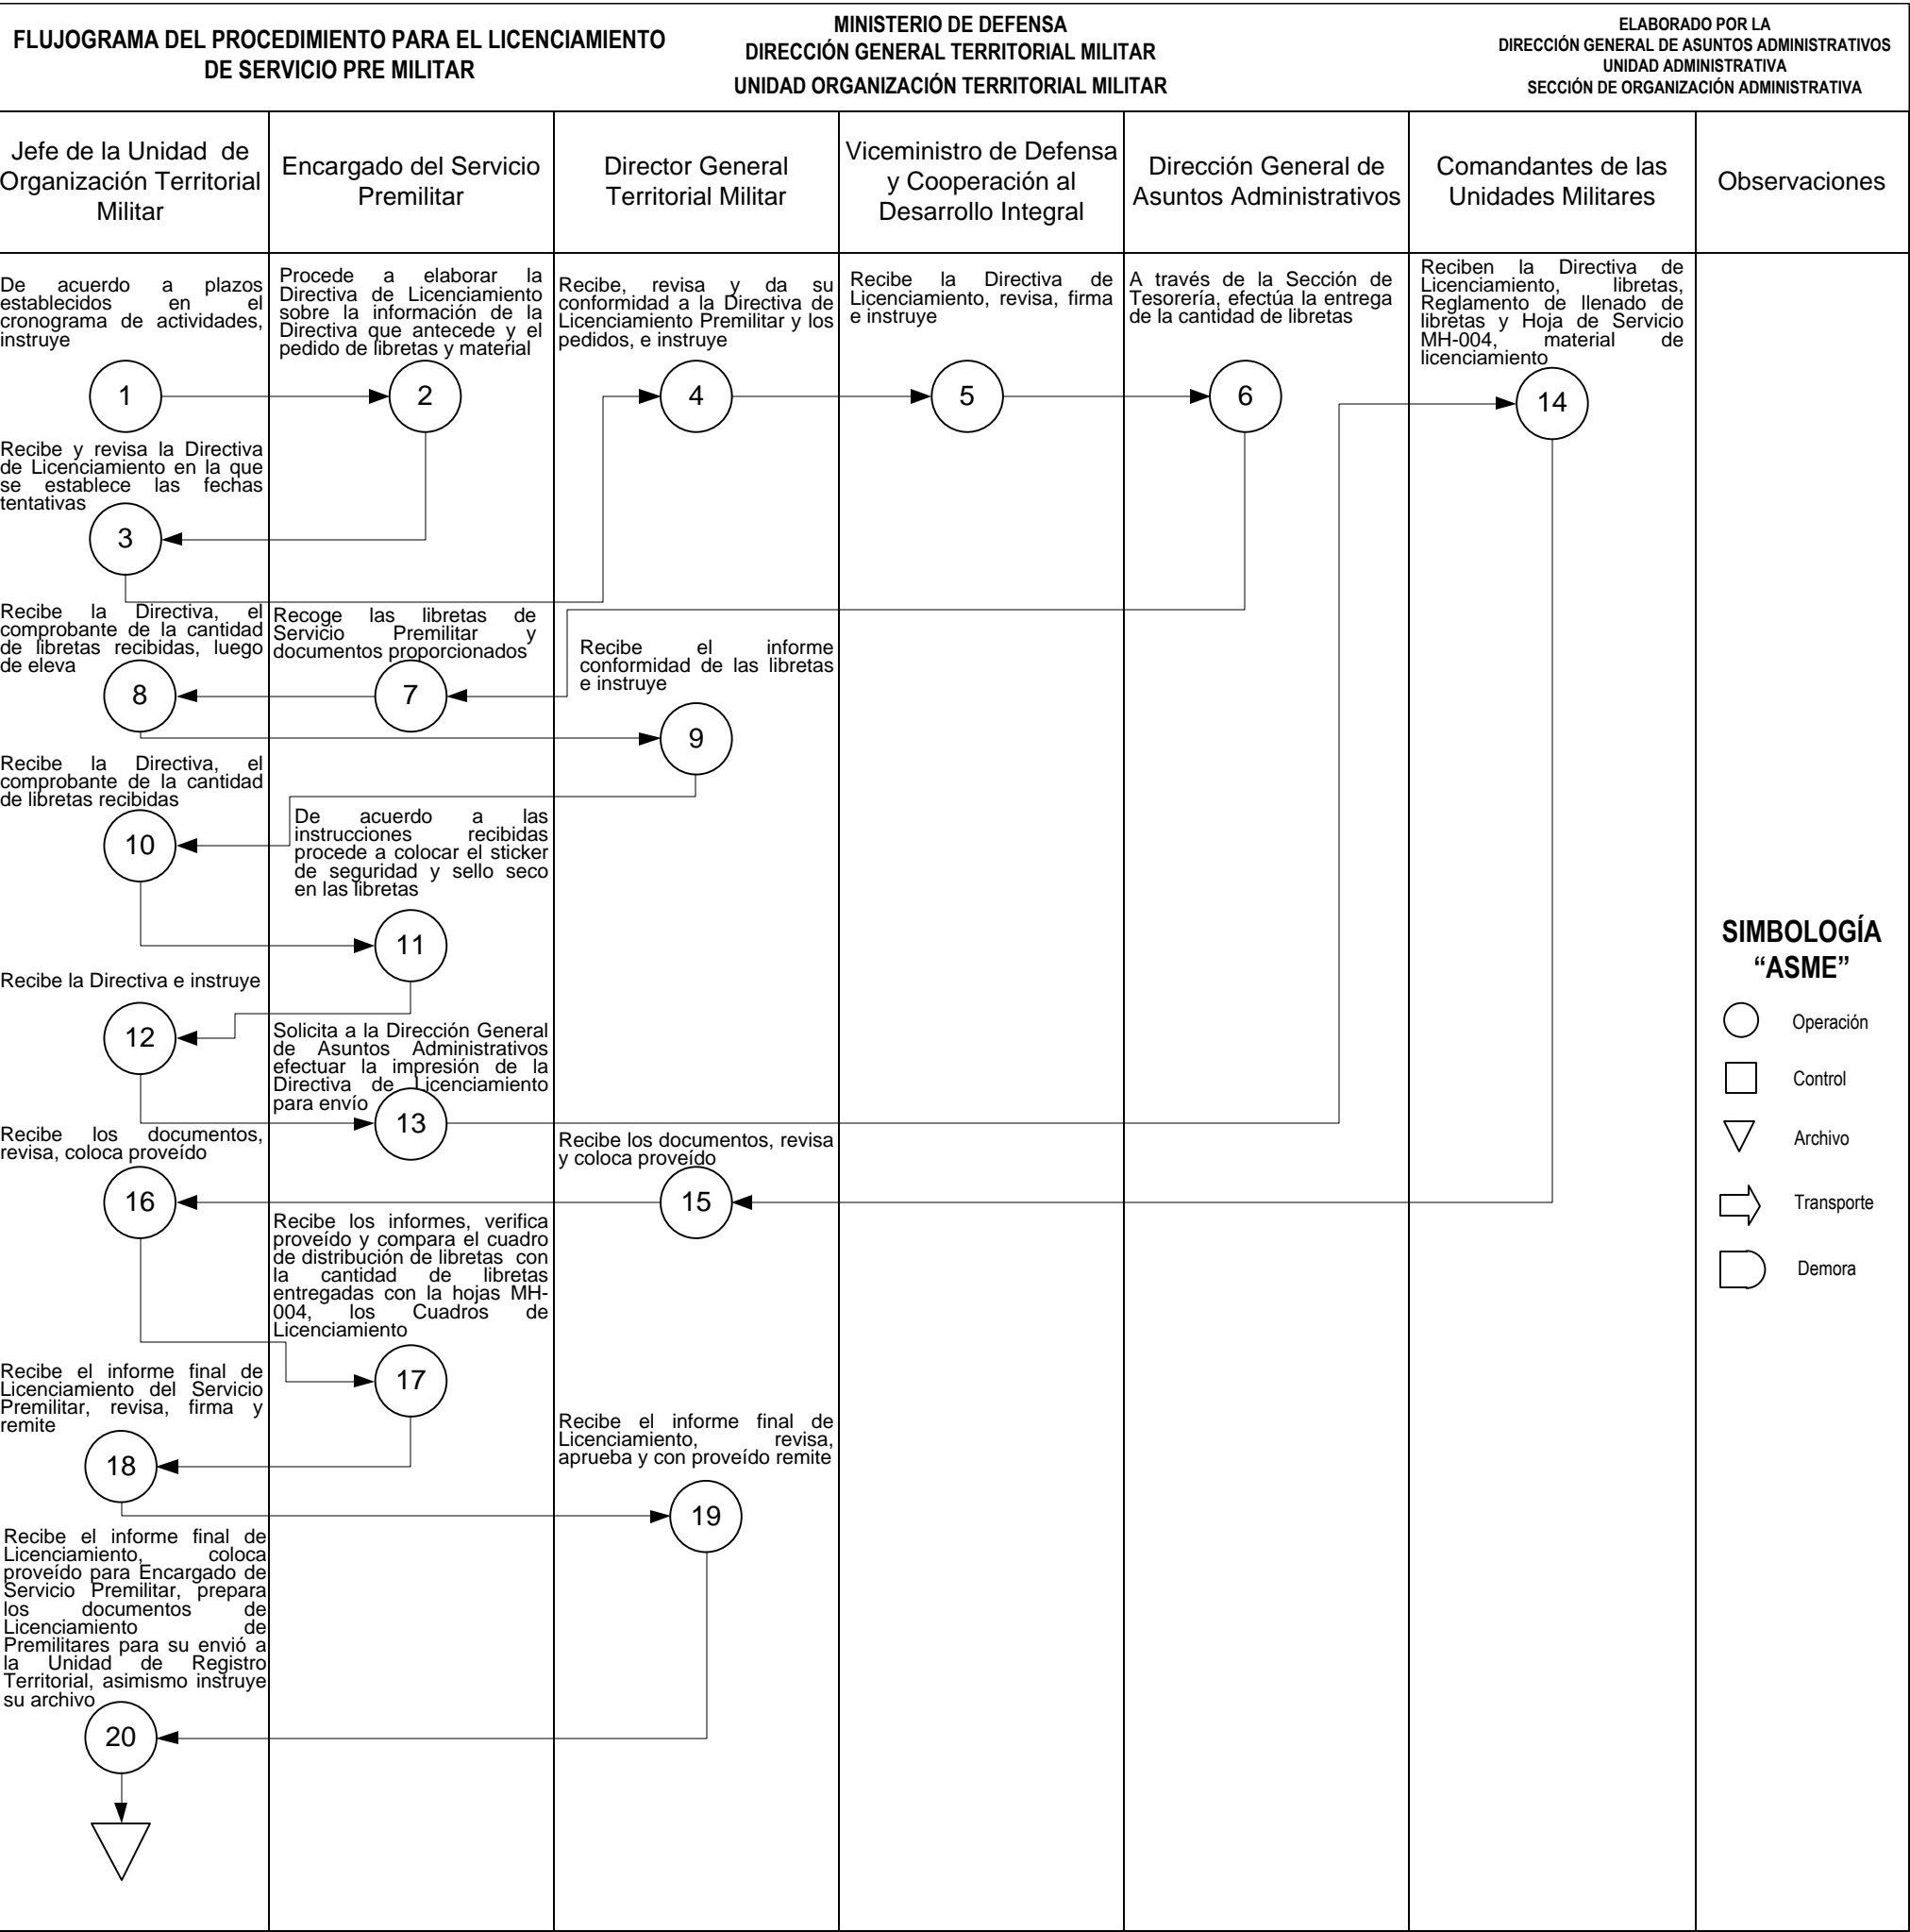 FLUJOGRAMA DEL PROCEDIMIENTO PARA EL LICENCIAMIENTO
DE SERVICIO PRE MILITAR
MINISTERIO DE DEFENSA
DIRECCIÓN GENERAL TERRITORIAL MILITAR
UNIDAD ORGANIZACIÓN TERRITORIAL MILITAR
ELABORADO POR LA
DIRECCIÓN GENERAL DE ASUNTOS ADMINISTRATIVOS
UNIDAD ADMINISTRATIVA
SECCIÓN DE ORGANIZACIÓN ADMINISTRATIVA
Jefe de la Unidad de
Organización Territorial
Militar
Encargado del Servicio
Premilitar
Director General
Territorial Militar
Viceministro de Defensa
y Cooperación al
Desarrollo Integral
Dirección General de
Asuntos Administrativos
Comandantes de las
Unidades Militares
Observaciones
De acuerdo a plazos
establecidos en el
cronograma de actividades,
instruye
1
Procede a elaborar la
Directiva de Licenciamiento
sobre la información de la
Directiva que antecede y el
pedido de libretas y material
2
Recibe, revisa y da su
conformidad a la Directiva de
Licenciamiento Premilitar y los
pedidos, e instruye
4
Recibe la Directiva de
Licenciamiento, revisa, firma
e instruye
5
A través de la Sección de
Tesorería, efectúa la entrega
de la cantidad de libretas
6
Reciben la Directiva de
Licenciamiento, libretas,
Reglamento de llenado de
libretas y Hoja de Servicio
MH-004, material de
licenciamiento
14
Recibe y revisa la Directiva
de Licenciamiento en la que
se establece las fechas
tentativas
3
Recibe la Directiva, el
comprobante de la cantidad
de libretas recibidas, luego
de eleva
8
Recoge las libretas de
Servicio Premilitar y
documentos proporcionados
7
Recibe el informe
conformidad de las libretas
e instruye
9
Recibe la Directiva, el
comprobante de la cantidad
de libretas recibidas
10
De acuerdo a las
instrucciones recibidas
procede a colocar el sticker
de seguridad y sello seco
en las libretas
11
Recibe la Directiva e instruye
12
Solicita a la Dirección General
de Asuntos Administrativos
efectuar la impresión de la
Directiva de Licenciamiento
para envío
13
Recibe los documentos,
revisa, coloca proveído
16
Recibe los documentos, revisa
y coloca proveído
15
Recibe los informes, verifica
proveído y compara el cuadro
de distribución de libretas con
la cantidad de libretas
entregadas con la hojas MH-
004, los Cuadros de
Licenciamiento
17
Recibe el informe final de
Licenciamiento del Servicio
Premilitar, revisa, firma y
remite
18
Recibe el informe final de
Licenciamiento, revisa,
aprueba y con proveído remite
19
Recibe el informe final de
Licenciamiento, coloca
proveído para Encargado de
Servicio Premilitar, prepara
los documentos de
Licenciamiento de
Premilitares para su envió a
la Unidad de Registro
Territorial, asimismo instruye
su archivo
20
SIMBOLOGÍA
“ASME”
Operación
Control
Archivo
Transporte
Demora